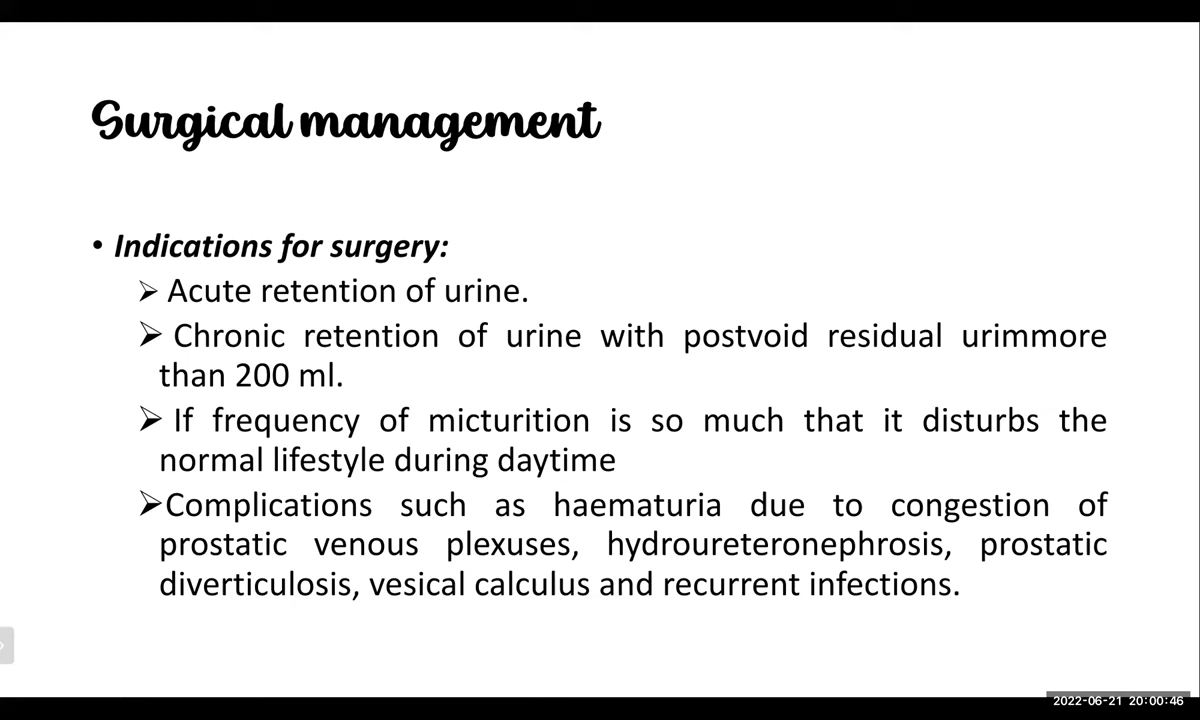 Surgical management
• Indications for surgery:
➢ Acute retention of urine.
➢ Chronic retention of urine with postvoid residual urimmore
than 200 ml.
➢ If frequency of micturition is so much that it disturbs the
normal lifestyle during daytime
➢Complications such as haematuria due to congestion of
prostatic venous plexuses, hydroureteronephrosis, prostatic
diverticulosis, vesical calculus and recurrent infections.
2022-06-21 20:00:46